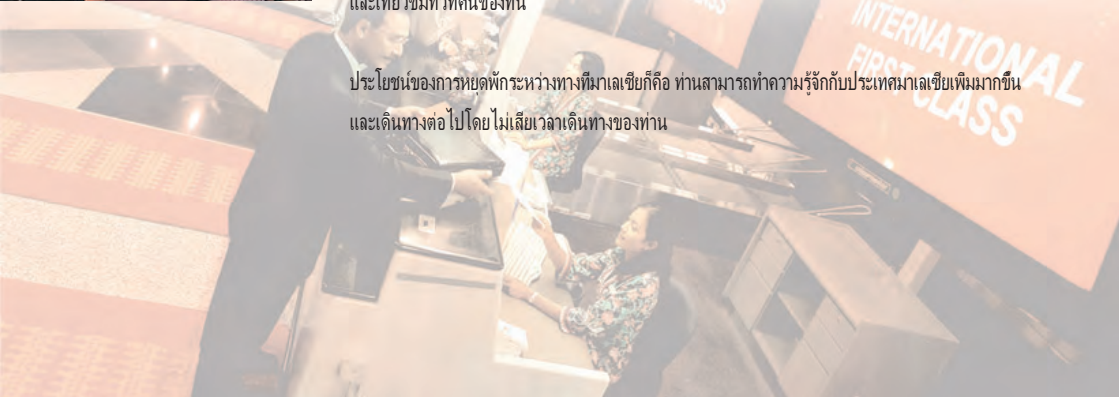 ประโยชน์ของการหยุดพักระหว่างทางที่มาเลเซียก็คือ ท่านสามารถทำความรู้จักกับประเทศมาเลเซียเพิ่มมากขึ้น
และเดินทางต่อไปโดยไม่เสียเวลาเดินทางของท่าน
INTERNATIONAL
FIRST CLASS